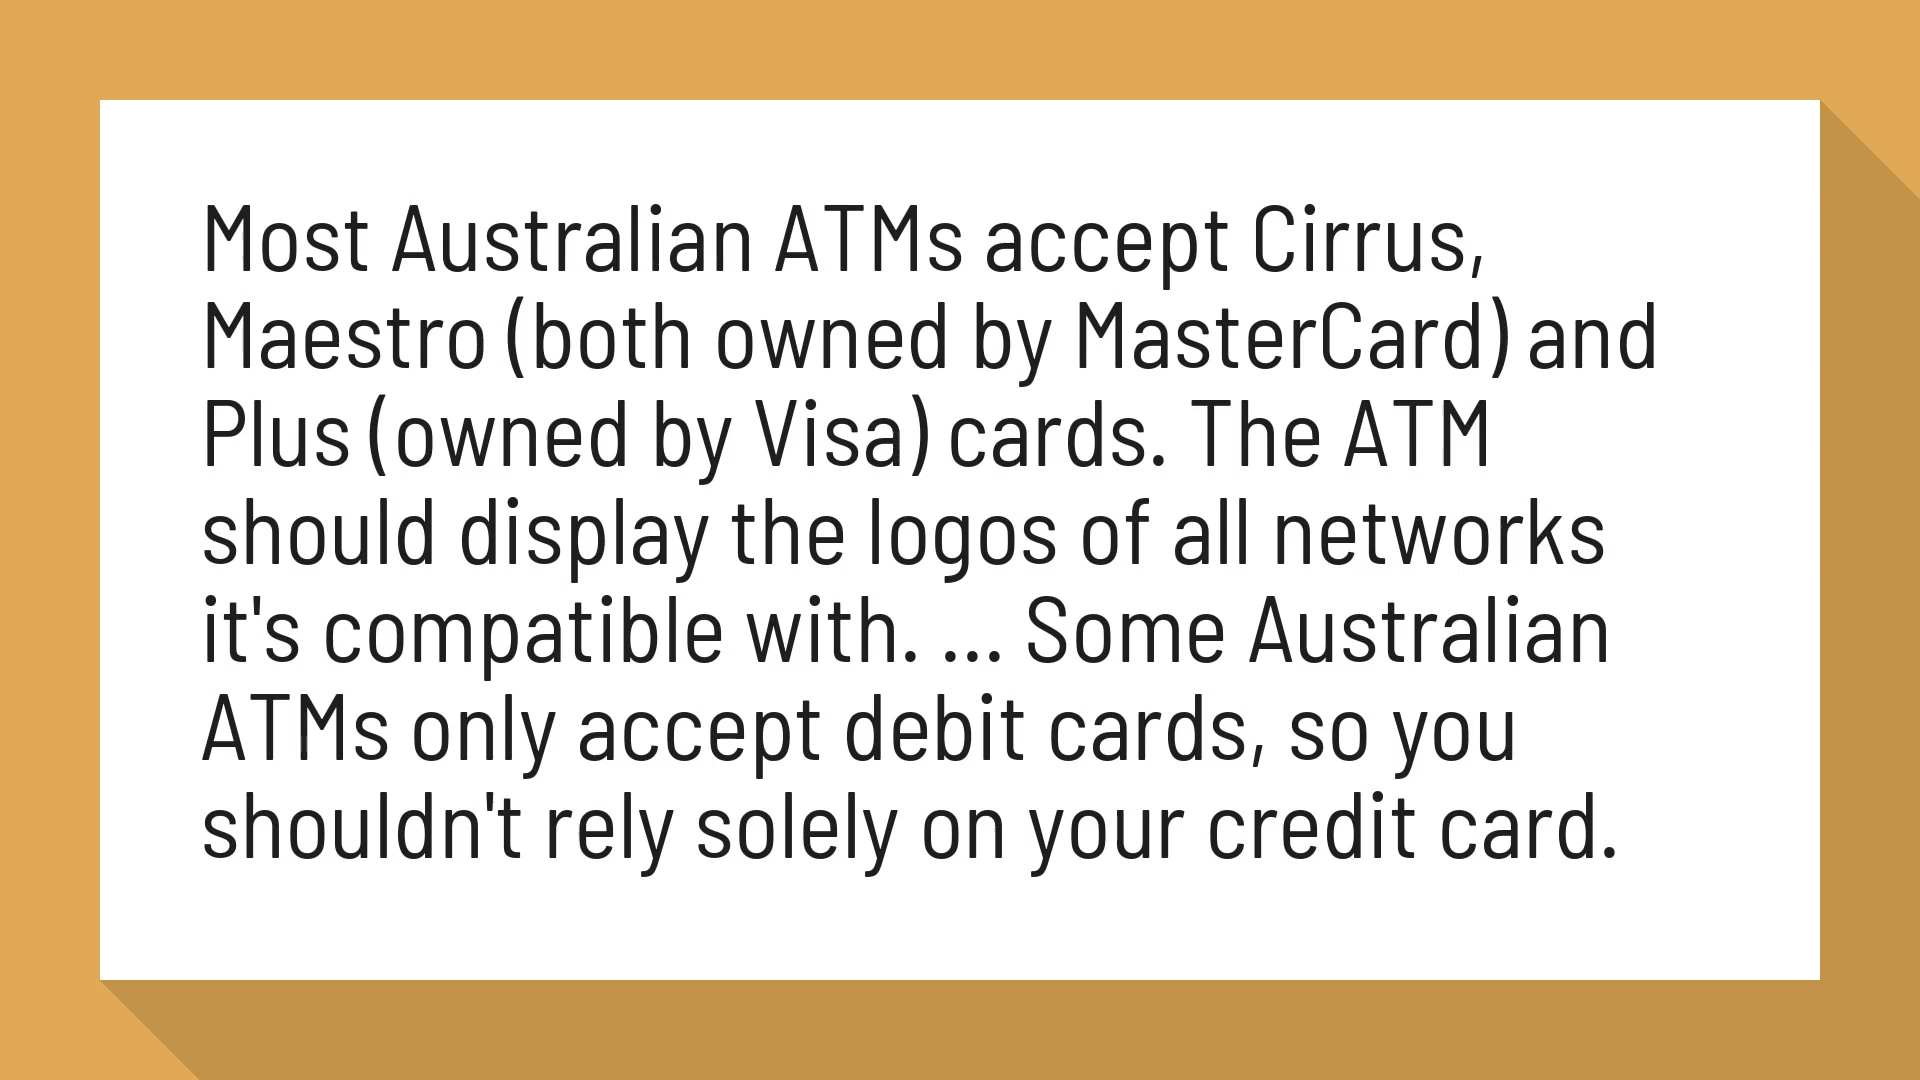 Most Australian ATMs accept Cirrus,
Maestro (both owned by MasterCard) and
Plus (owned by Visa) cards. The ATM
should display the logos of all networks
it's compatible with. ... Some Australian
ATMs only accept debit cards, so you
shouldn't rely solely on your credit card.